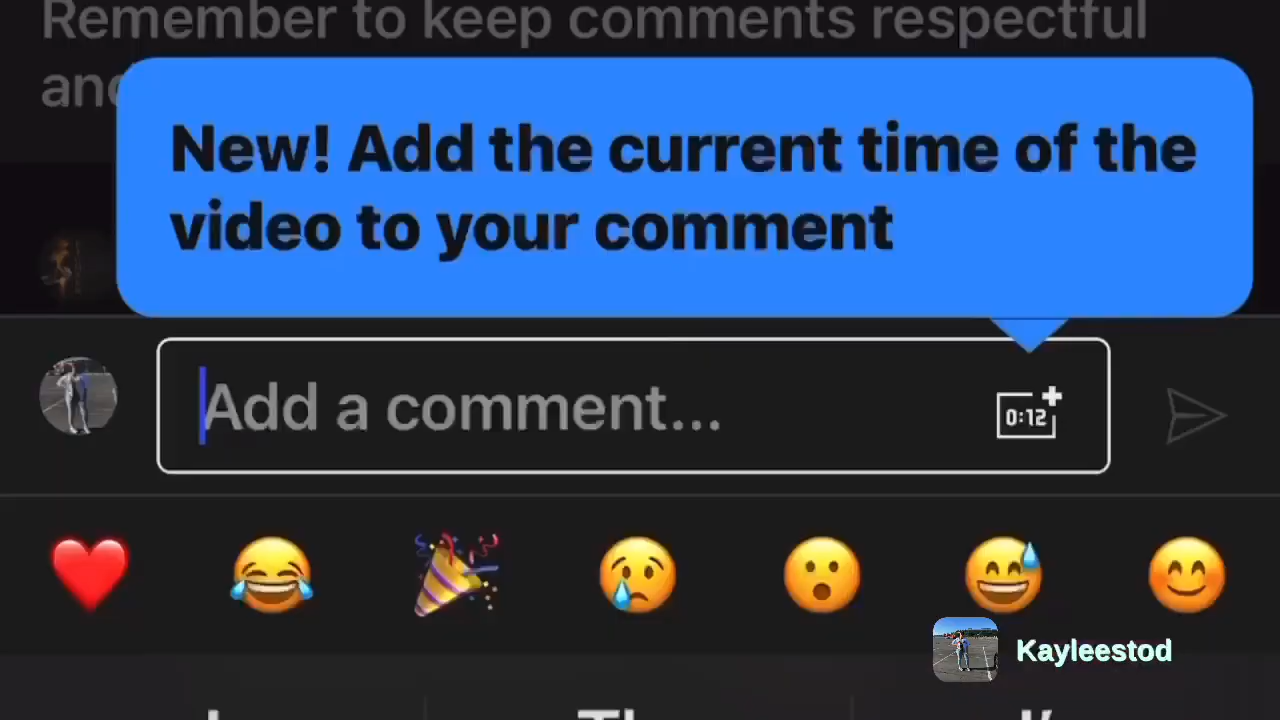 Remember to keep comments respectful
and
New! Add the current time of the
video to your comment
Add a comment...
0:12
Kayleestod